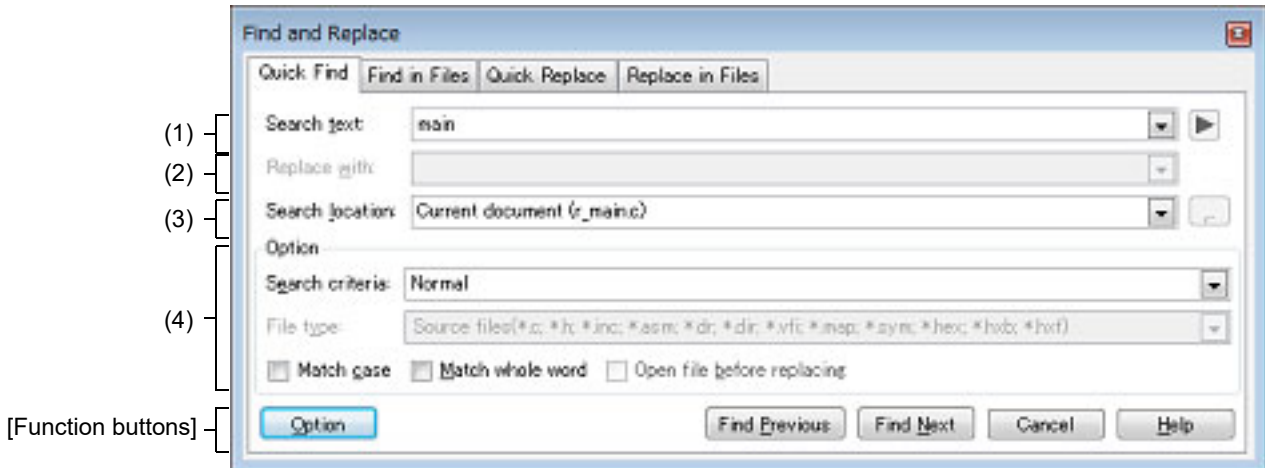 Find and Replace
Quick Find Find in Files Quick Replace Replace in Files
(1) Search text: main
(2) Replace with:
(3) Search location: Current document (r_main.c)
Option
Search criteria: Normal
(4) File type: Source files(*.c; *.h; *.inc; *.asm; *.dr; *.dir; *.vfi; *.map; *.sym; *.hex; *.hxb; *.hxf)
Match case Match whole word Open file before replacing
[Function buttons] Option Find Previous Find Next Cancel Help